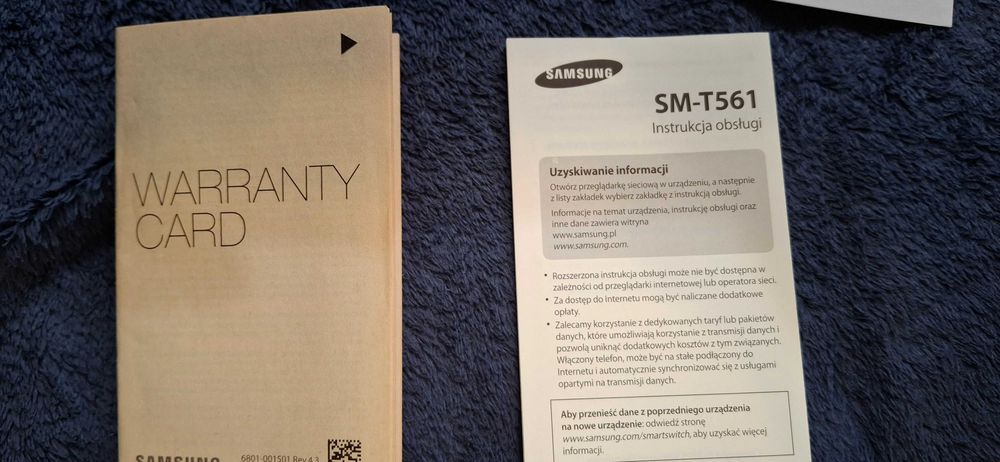 WARRANTY
CARD
SAMSUNG
6801-001501 Rev 4.3
SAMSUNG
SM-T561
Instrukcja obsługi
Uzyskiwanie informacji
Otwórz przeglądarkę sieciową w urządzeniu, a następnie
z listy zakładek wybierz zakładkę z instrukcją obsługi.
Informacje na temat urządzenia, instrukcję obsługi oraz
inne dane zawiera witryna
www.samsung.pl
www.samsung.com.
• Rozszerzona instrukcja obsługi może nie być dostępna w
zależności od przeglądarki internetowej lub operatora sieci.
• Za dostęp do Internetu mogą być naliczane dodatkowe
opłaty.
• Zalecamy korzystanie z dedykowanych taryf lub pakietów
danych, które umożliwiają korzystanie z transmisji danych i
pozwolą uniknąć dodatkowych kosztów z tym związanych.
Włączony telefon, może być na stałe podłączony do
Internetu i automatycznie synchronizować się z usługami
opartymi na transmisji danych.
Aby przenieść dane z poprzedniego urządzenia
na nowe urządzenie: odwiedź stronę
www.samsung.com/smartswitch, aby uzyskać więcej
informacji.